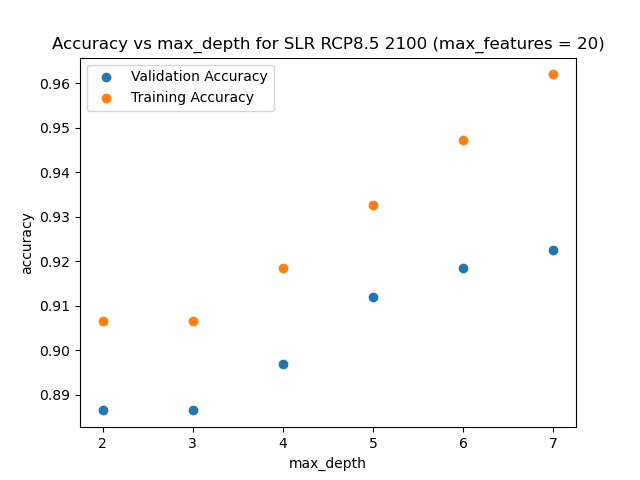 Accuracy vs max_depth for SLR RCP8.5 2100 (max_features = 20)
Validation Accuracy
Training Accuracy
0.96
0.95
0.94
0.93
0.92
0.91
0.90
0.89
accuracy
2 3 4 5 6 7
max_depth